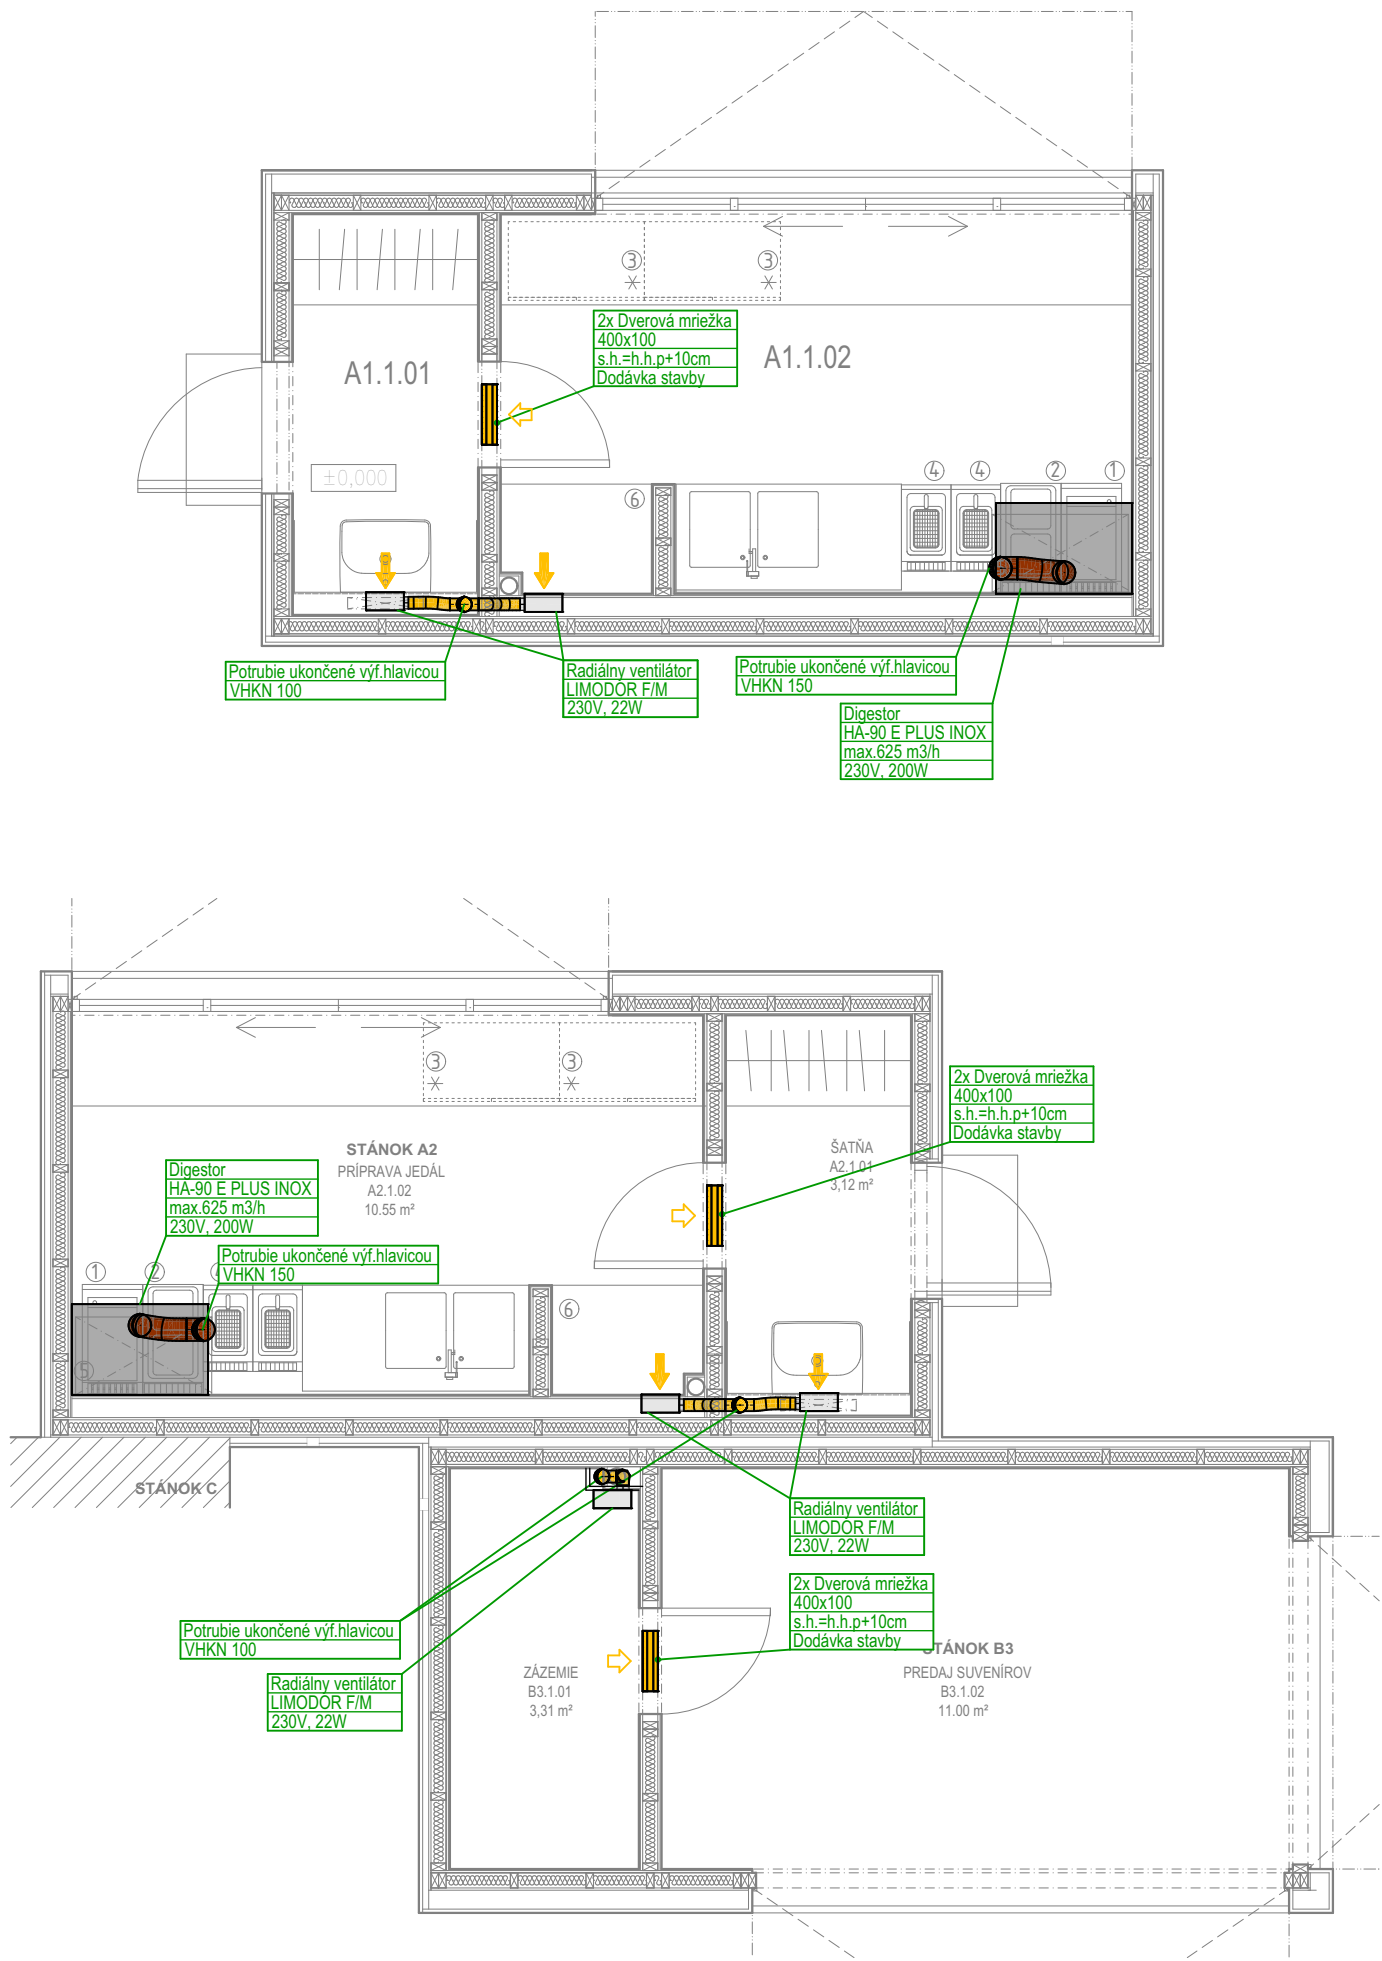 ③
③
2x Dverová mriežka
400x100
s.h.=h.h.p+10cm
Dodávka stavby
A1.1.01
A1.1.02
±0,000
⑥
④
④
②
①
Potrubie ukončené výf.hlavicou
VHKN 100
Radiálny ventilátor
LIMODOR F/M
230V, 22W
Potrubie ukončené výf.hlavicou
VHKN 150
Digestor
HA-90 E PLUS INOX
max.625 m3/h
230V, 200W
③
③
2x Dverová mriežka
400x100
s.h.=h.h.p+10cm
Dodávka stavby
STÁNOK A2
PRÍPRAVA JEDÁL
A2.1.02
10.55 m²
ŠATŇA
A2.1.01
3,12 m²
Digestor
HA-90 E PLUS INOX
max.625 m3/h
230V, 200W
Potrubie ukončené výf.hlavicou
VHKN 150
①
②
⑥
⑤
STÁNOK C
Radiálny ventilátor
LIMODOR F/M
230V, 22W
2x Dverová mriežka
400x100
s.h.=h.h.p+10cm
Dodávka stavby
Potrubie ukončené výf.hlavicou
VHKN 100
Radiálny ventilátor
LIMODOR F/M
230V, 22W
ZÁZEMIE
B3.1.01
3,31 m²
STÁNOK B3
PREDAJ SUVENÍROV
B3.1.02
11.00 m²